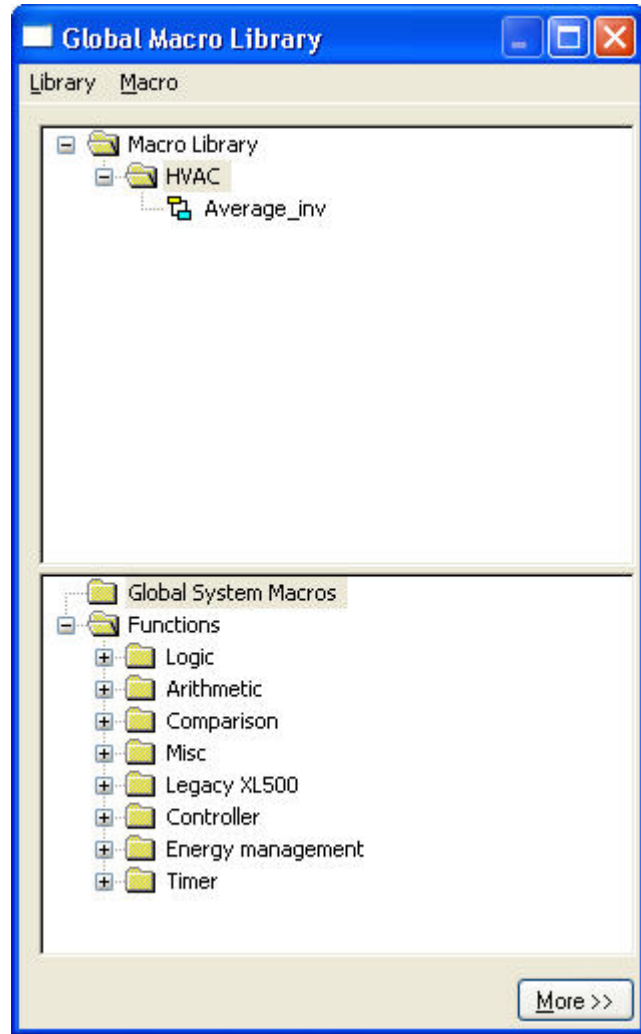 Global Macro Library
Library Macro
Macro Library
HVAC
Average_inv
Global System Macros
Functions
Logic
Arithmetic
Comparison
Misc
Legacy XL500
Controller
Energy management
Timer
More >>